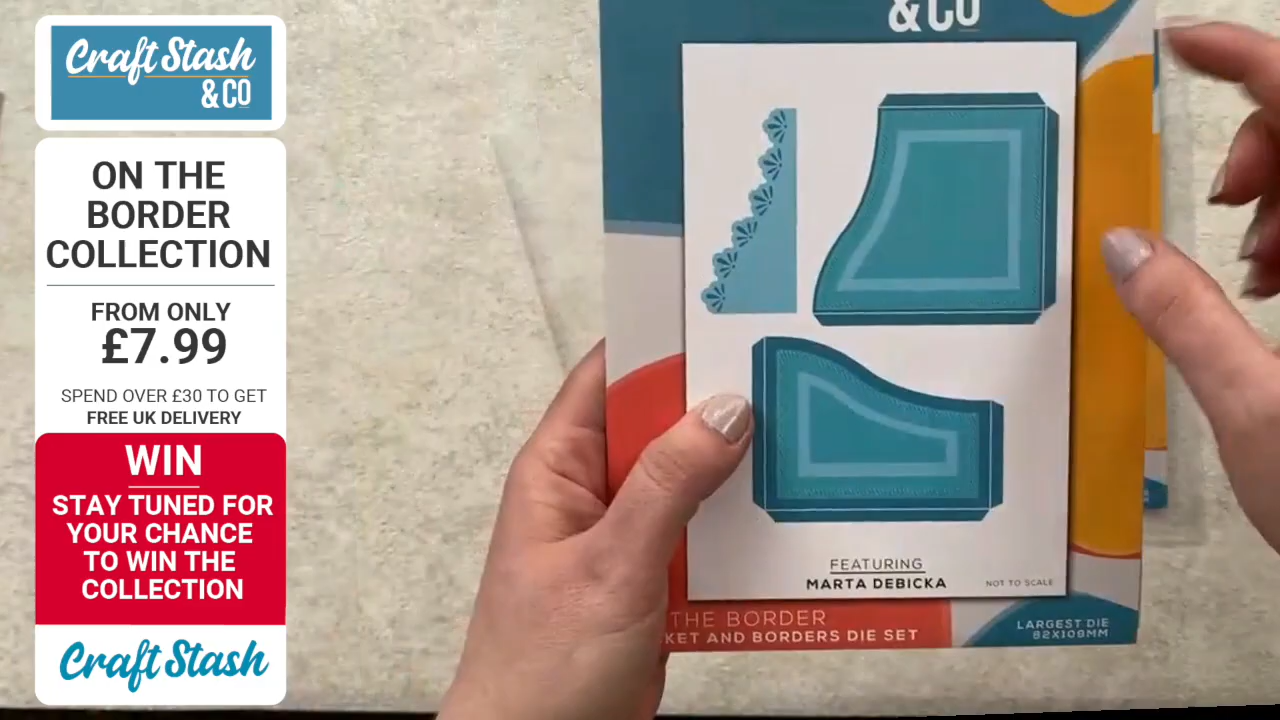 Craft Stash
& CO
ON THE
BORDER
COLLECTION
FROM ONLY
£7.99
SPEND OVER £30 TO GET
FREE UK DELIVERY
WIN
STAY TUNED FOR
YOUR CHANCE
TO WIN THE
COLLECTION
Craft Stash
& CO
FEATURING
MARTA DEBICKA
NOT TO SCALE
THE BORDER
KET AND BORDERS DIE SET
LARGEST DIE
82X109MM